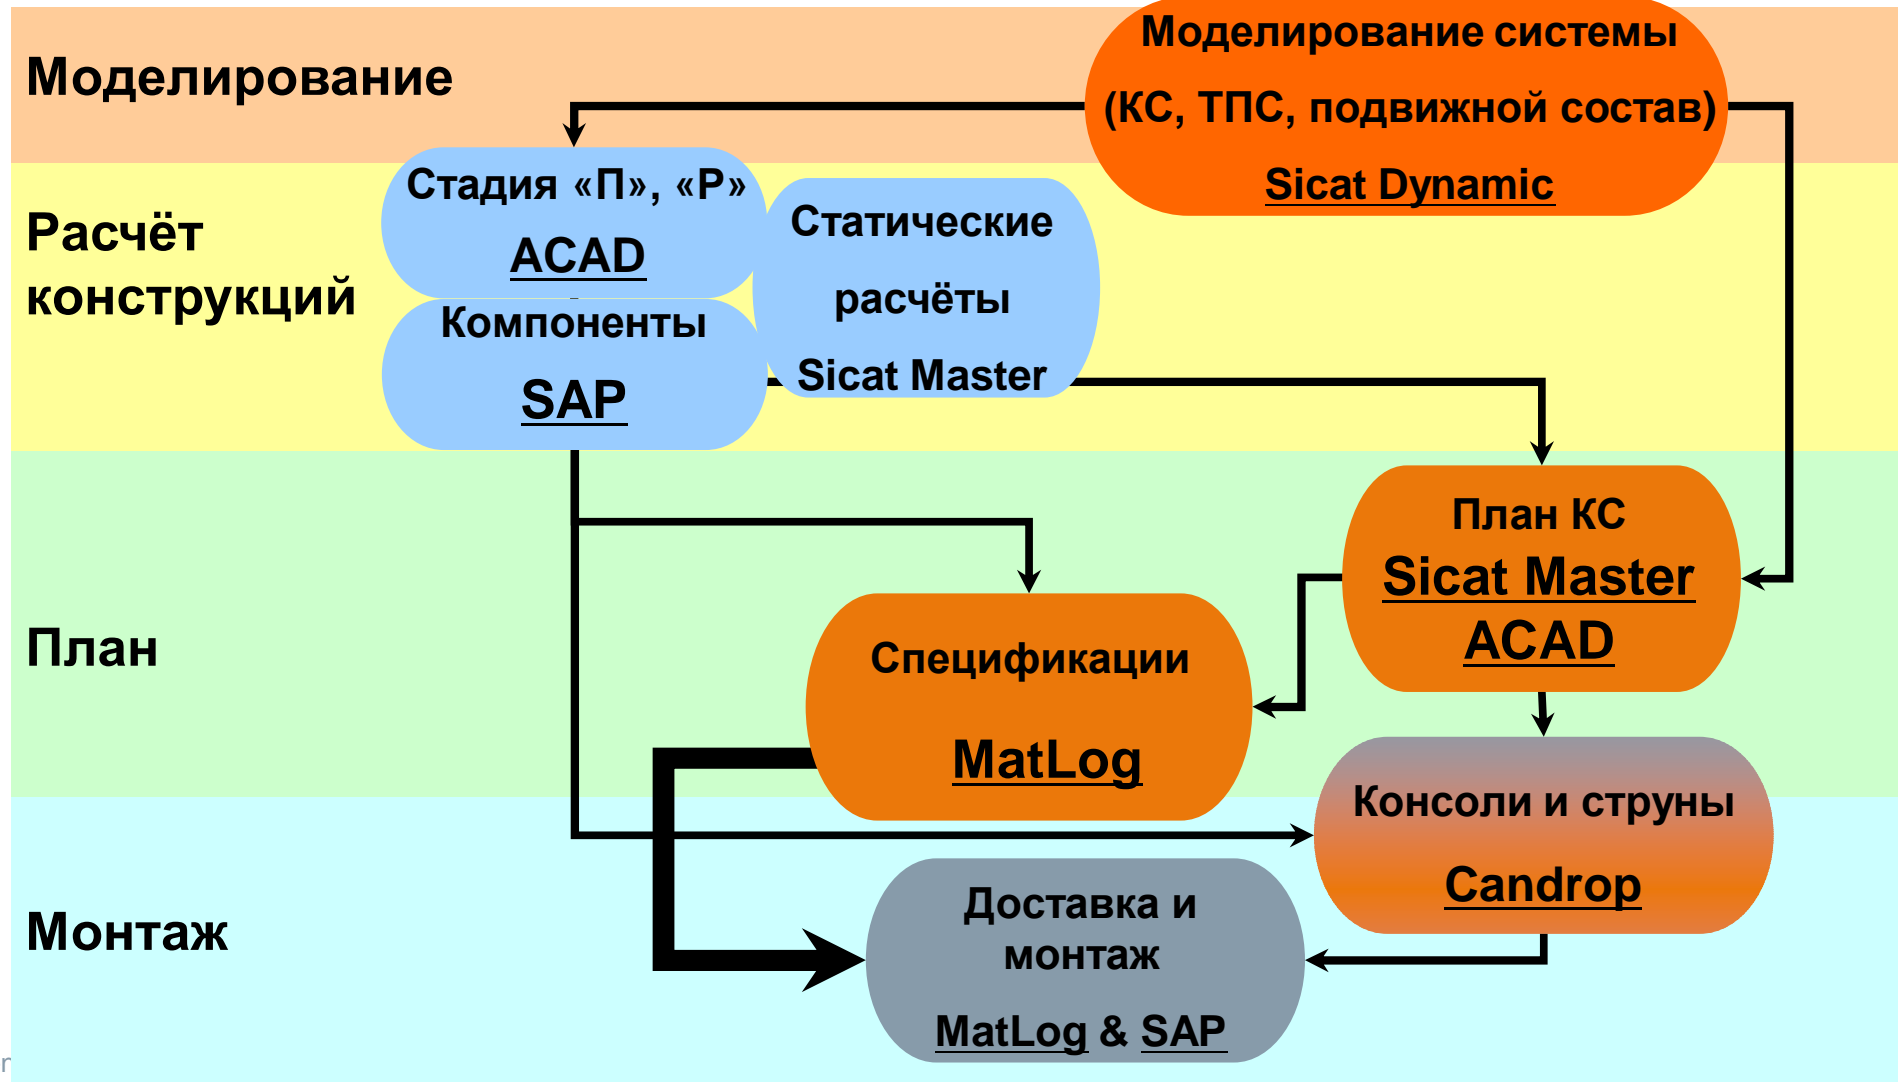 Моделирование
Моделирование системы
(КС, ТПС, подвижной состав)
Sicat Dynamic
Расчёт
конструкций
Стадия «П», «Р»
ACAD
Компоненты
SAP
Статические
расчёты
Sicat Master
План
План КС
Sicat Master
ACAD
Спецификации
MatLog
Монтаж
Консоли и струны
Candrop
Доставка и
монтаж
MatLog & SAP